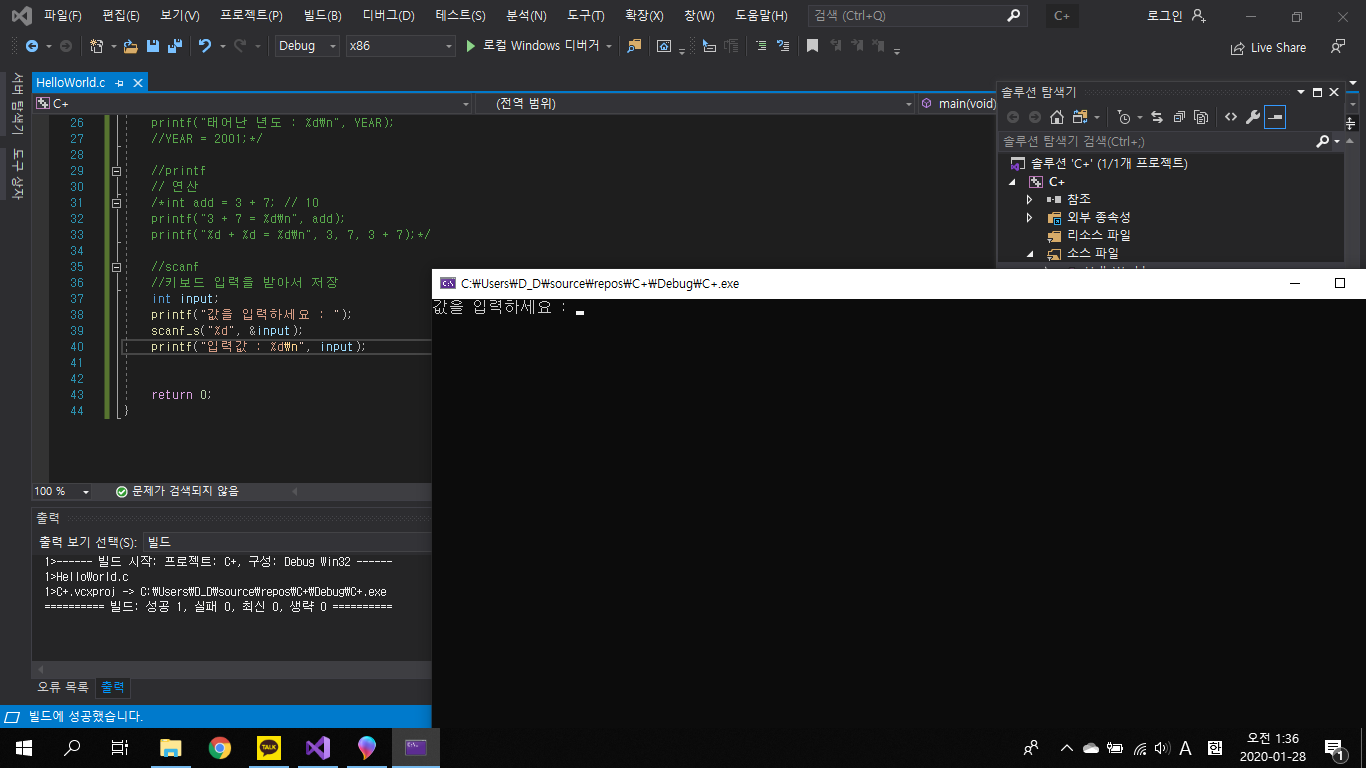 파일(F) 편집(E) 보기(V) 프로젝트(P) 빌드(B) 디버그(D) 테스트(S) 분석(N) 도구(T) 확장(X) 창(W) 도움말(H) 검색 (Ctrl+Q) C+ 로그인
Debug x86 로컬 Windows 디버거 Live Share
서버 탐색기
도구 상자
HelloWorld.c
C+ (전역 범위) main(void)
26 printf("태어난 년도 : %d₩n", YEAR);
27 //YEAR = 2001;*/
28
29 //printf
30 // 연산
31 /*int add = 3 + 7; // 10
32 printf("3 + 7 = %d₩n", add);
33 printf("%d + %d = %d₩n", 3, 7, 3 + 7);*/
34
35 //scanf
36 //키보드 입력을 받아서 저장
37 int input;
38 printf("값을 입력하세요 : ");
39 scanf_s("%d", &input);
40 printf("입력값 : %d₩n", input);
41
42
43 return 0;
44 }
100 % 문제가 검색되지 않음
솔루션 탐색기
솔루션 탐색기 검색(Ctrl+;)
솔루션 'C+' (1/1개 프로젝트)
C+
참조
외부 종속성
리소스 파일
소스 파일
C:₩Users₩D_D₩source₩repos₩C+₩Debug₩C+.exe
값을 입력하세요 :
출력
출력 보기 선택(S): 빌드
1>------ 빌드 시작: 프로젝트: C+, 구성: Debug Win32 ------
1>HelloWorld.c
1>C+.vcxproj -> C:₩Users₩D_D₩source₩repos₩C+₩Debug₩C+.exe
========== 빌드: 성공 1, 실패 0, 최신 0, 생략 0 ==========
오류 목록 출력
빌드에 성공했습니다.
TALK
A 한 오전 1:36
2020-01-28
1